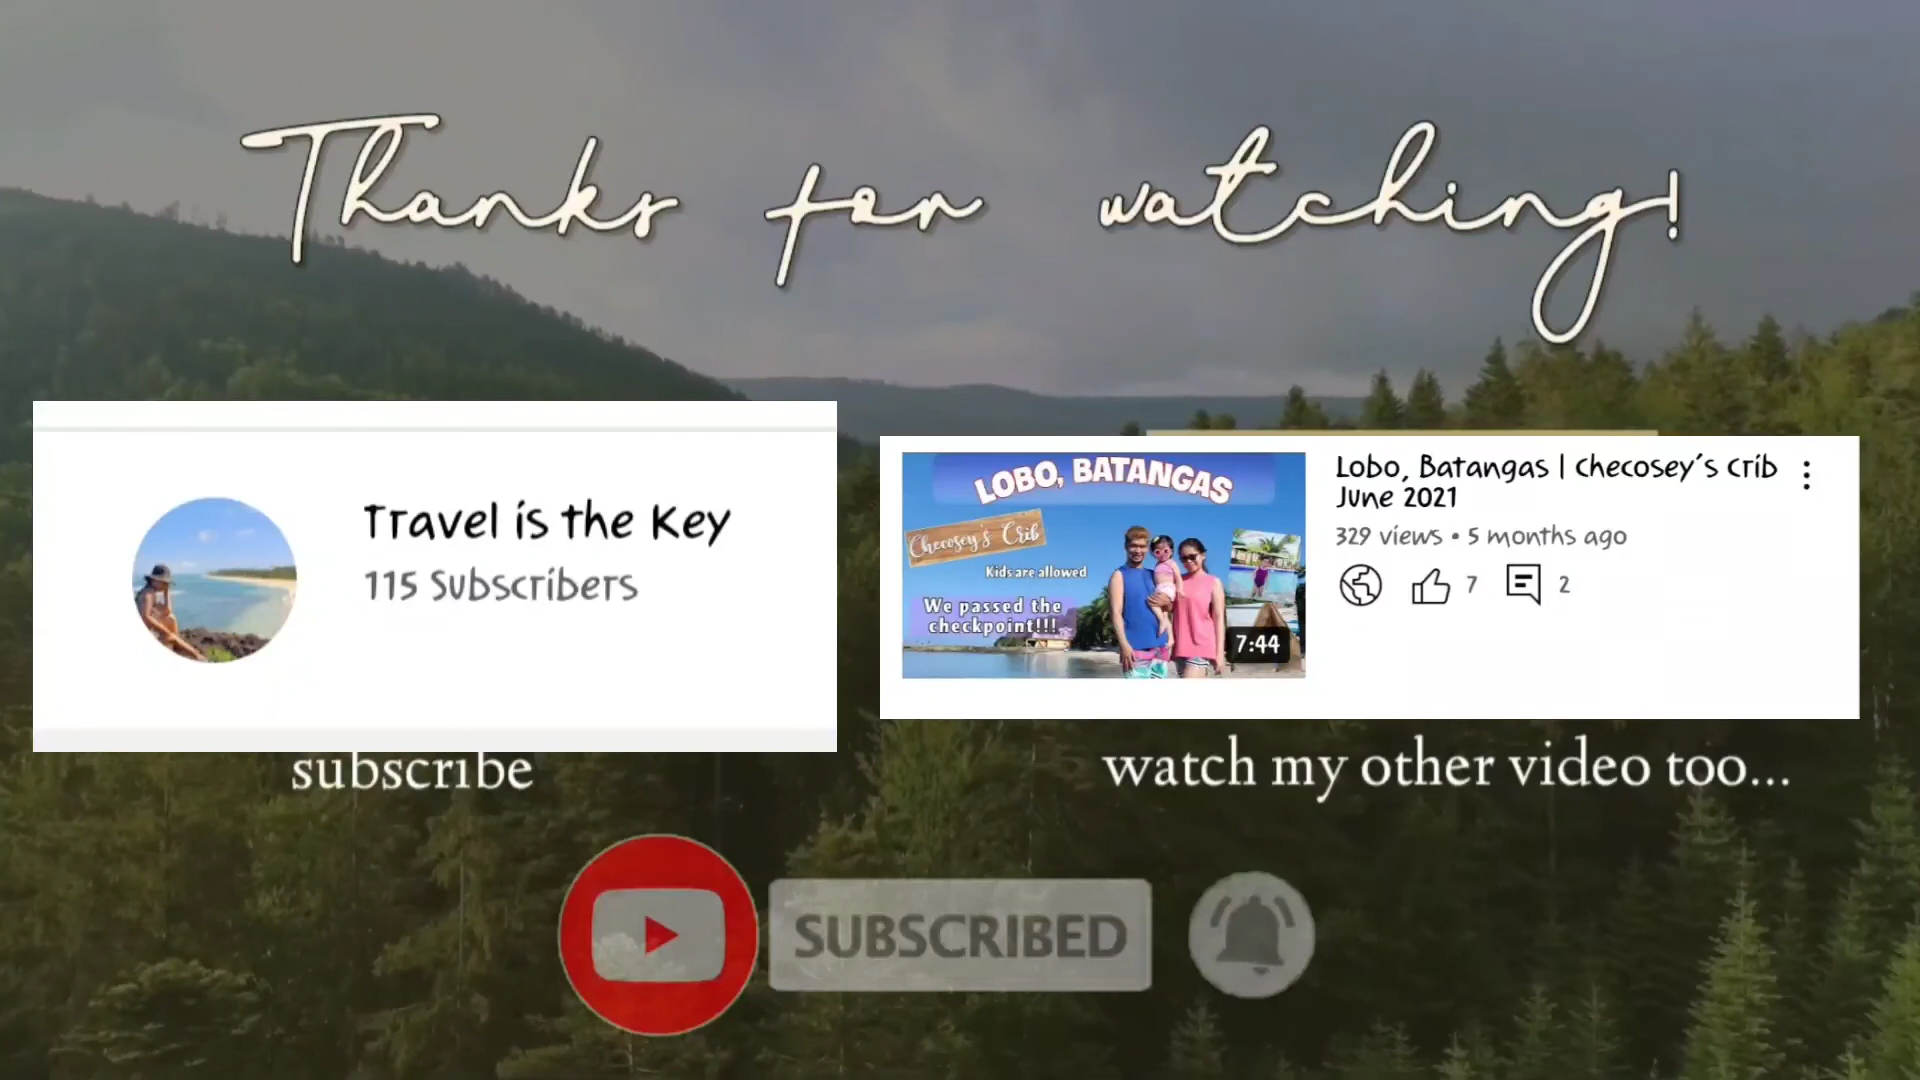 Thanks for watching!
Travel is the Key
115 Subscribers
LOBO, BATANGAS
Checosey's Crib
Kids are allowed
We passed the
checkpoint!!!
7:44
Lobo, Batangas | Checosey's Crib
June 2021
329 views • 5 months ago
7 2
subscribe
watch my other video too...
SUBSCRIBED